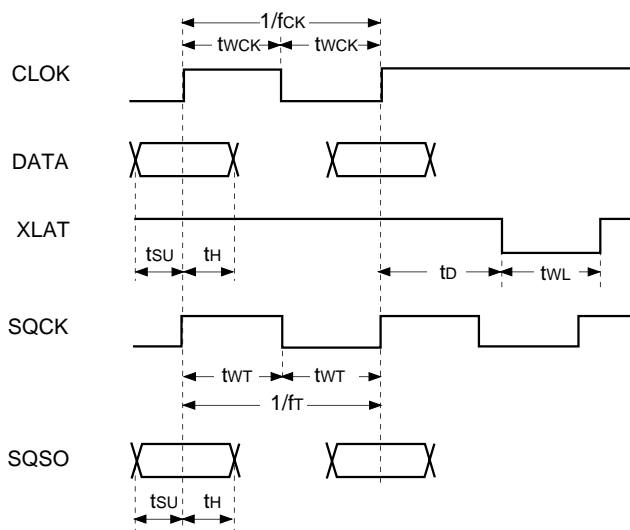 1/fCK
tWCK tWCK
CLOK
DATA
XLAT
tSU tH tD tWL
SQCK
tWT tWT
1/fT
SQSO
tSU tH